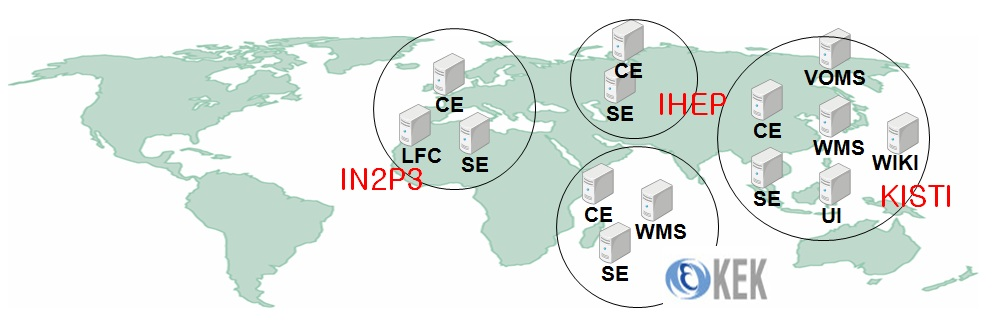 CE
LFC
SE
IN2P3
CE
SE
IHEP
VOMS
CE
WMS
WIKI
SE
UI
KISTI
CE
WMS
SE
KEK